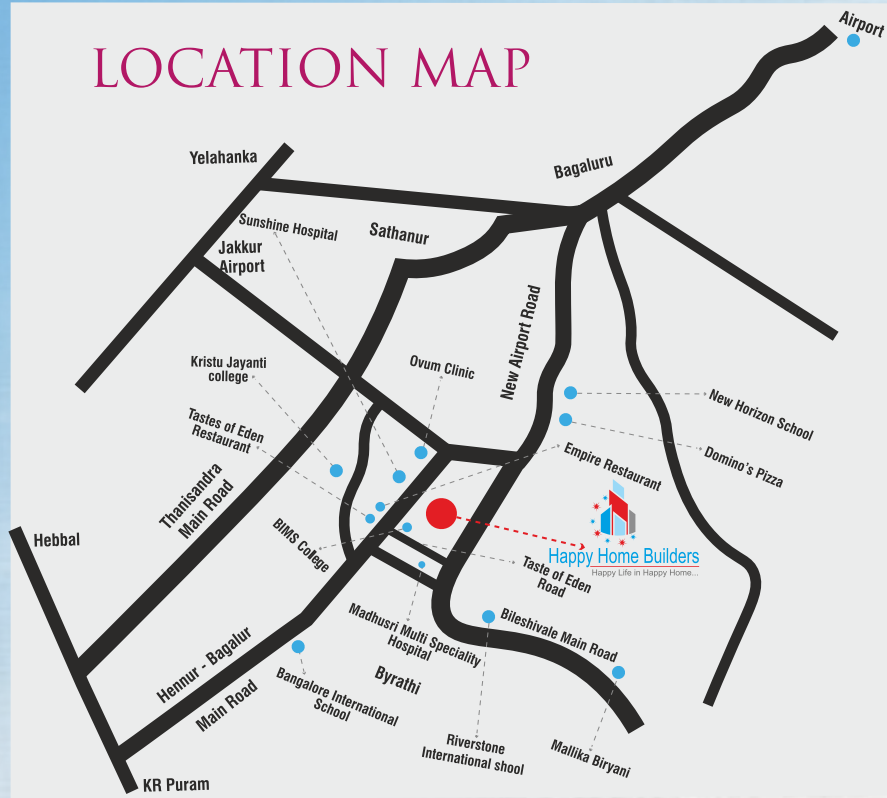 LOCATION MAP
Airport
Bagaluru
Yelahanka
Sunshine Hospital
Sathanur
Jakkur
Airport
New Airport Road
Kristu Jayanti
college
Ovum Clinic
New Horizon School
Tastes of Eden
Restaurant
Domino's Pizza
Empire Restaurant
Thanisandra
Main Road
Hebbal
BIMS College
Happy Home Builders
Happy Life in Happy Home...
Taste of Eden
Road
Madhusri Multi Speciality
Hospital
Bileshivale Main Road
Hennur - Bagalur
Main Road
Byrathi
Bangalore International
School
Riverstone
International shool
Mallika Biryani
KR Puram